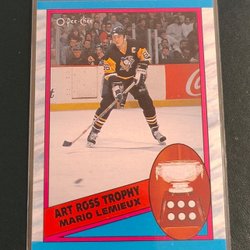 O-Pee-Chee
C
ART ROSS TROPHY
MARIO LEMIEUX